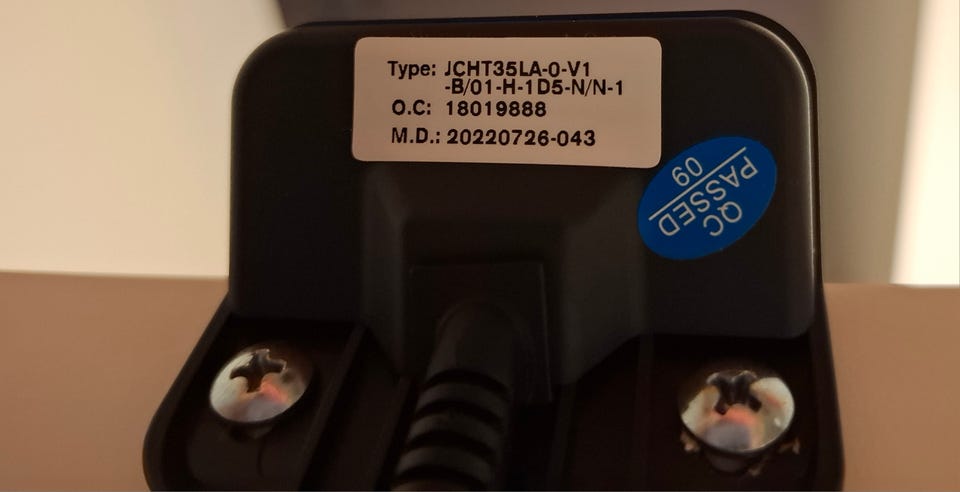 Type: JCHT35LA-0-V1
-B/01-H-1D5-N/N-1
O.C: 18019888
M.D.: 20220726-043
QC
PASSED
09